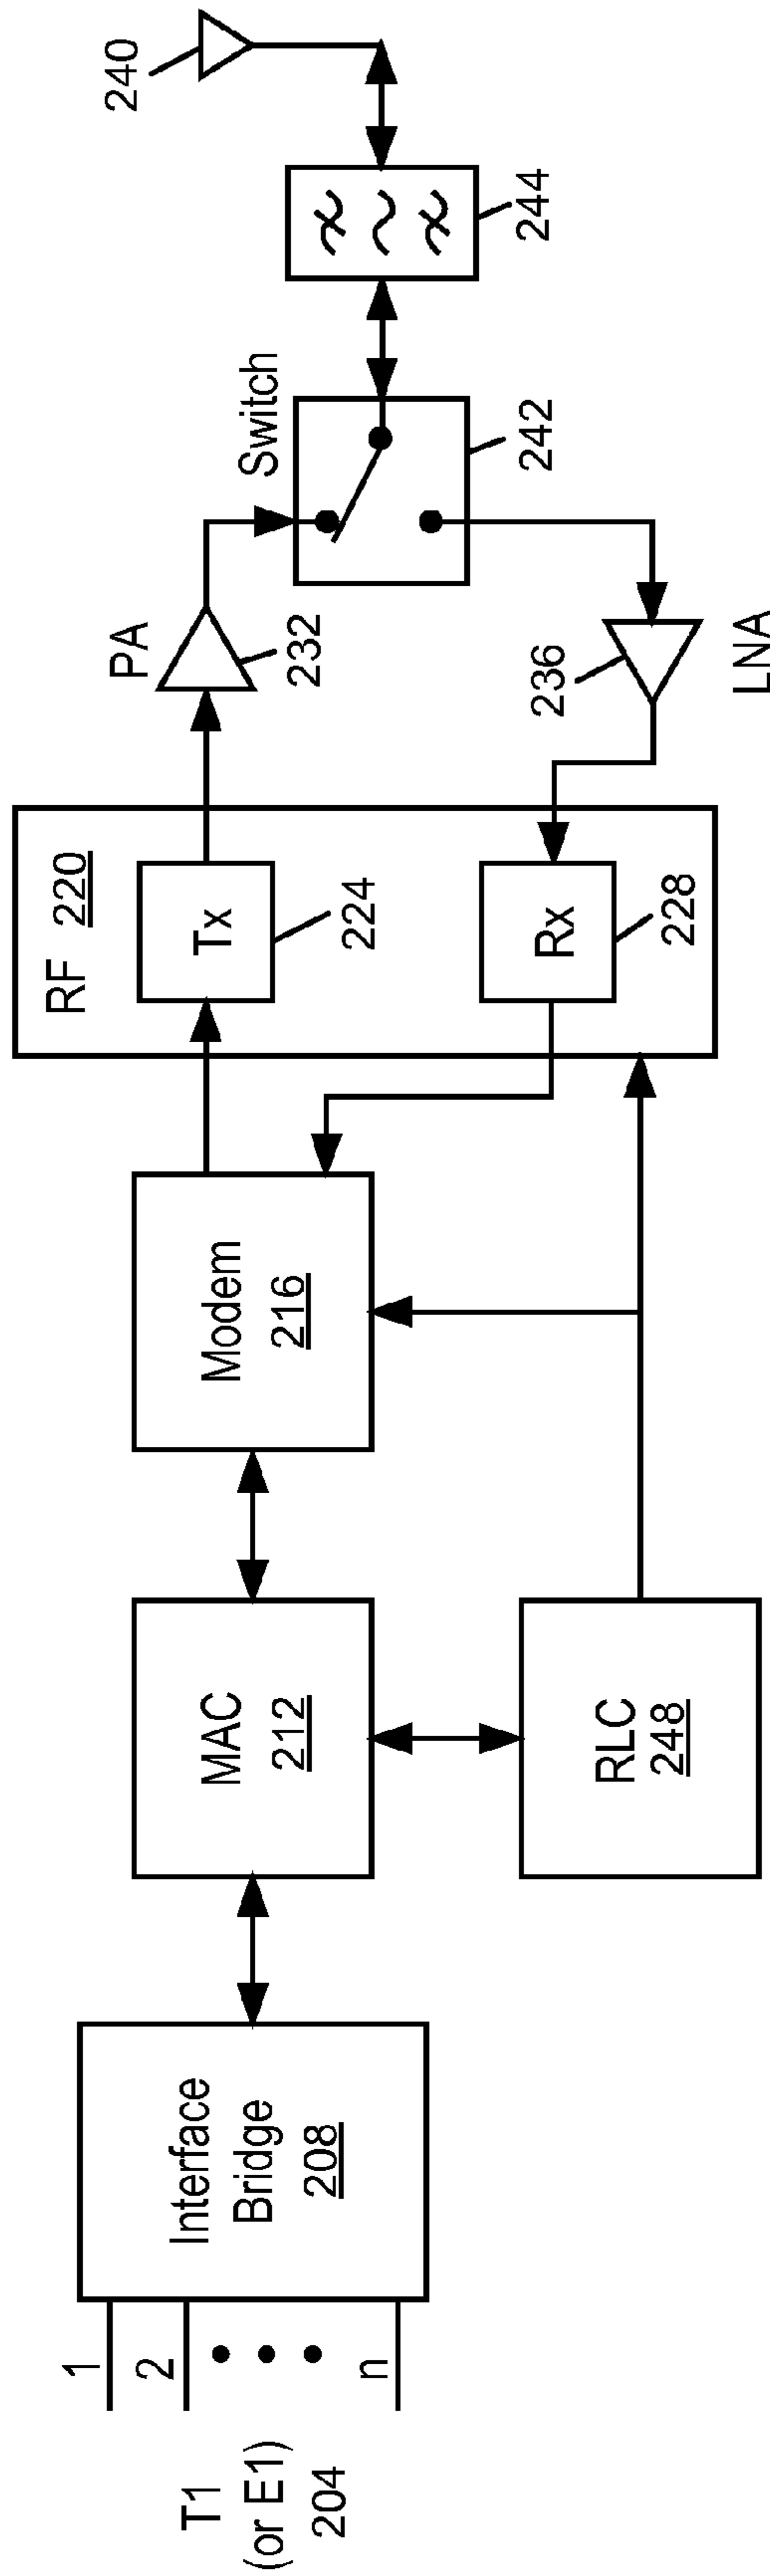 1
2
n
T1
(or E1)
204
Interface
Bridge
208
MAC
212
RLC
248
Modem
216
RF 220
Tx
224
Rx
228
PA
232
236
LNA
Switch
242
244
240